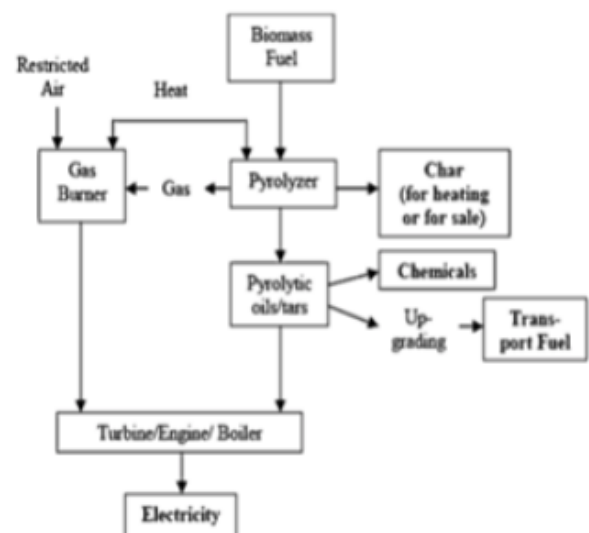 Biomass
Fuel
Restricted
Air
Heat
Gas
Burner
Gas
Pyrolyzer
Char
(for heating
or for sale)
Pyrolytic
oils/tars
Chemicals
Up-
grading
Trans-
port Fuel
Turbine/Engine/ Boiler
Electricity